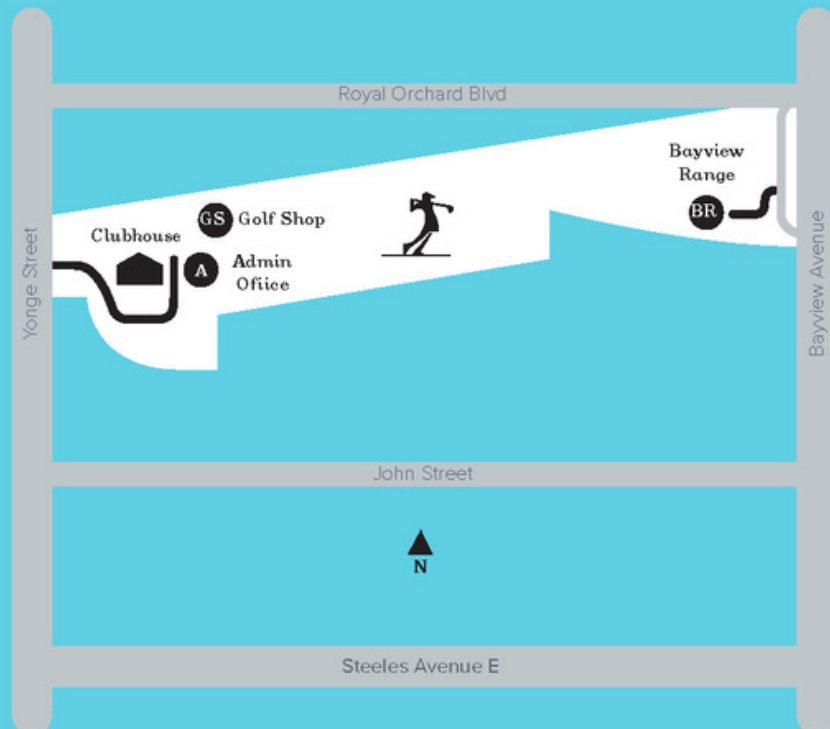 Royal Orchard Blvd
Bayview
Range
BR
GS Golf Shop
Clubhouse
A
Admin
Ofiice
Yonge Street
Bayview Avenue
John Street
N
Steeles Avenue E